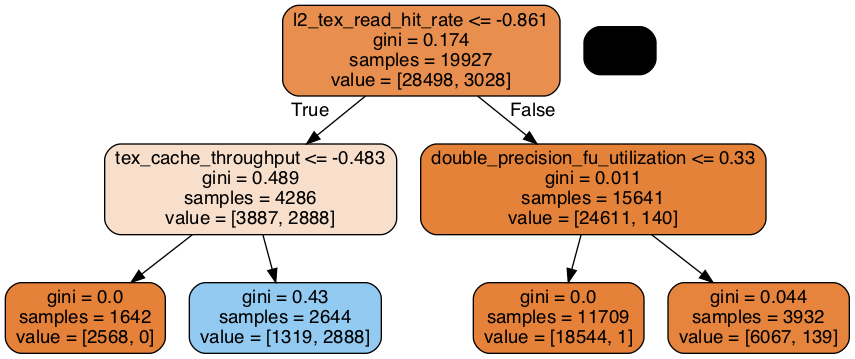 l2_tex_read_hit_rate <= -0.861
gini = 0.174
samples = 19927
value = [28498, 3028]
True
False
tex_cache_throughput <= -0.483
gini = 0.489
samples = 4286
value = [3887, 2888]
double_precision_fu_utilization <= 0.33
gini = 0.011
samples = 15641
value = [24611, 140]
gini = 0.0
samples = 1642
value = [2568, 0]
gini = 0.43
samples = 2644
value = [1319, 2888]
gini = 0.0
samples = 11709
value = [18544, 1]
gini = 0.044
samples = 3932
value = [6067, 139]